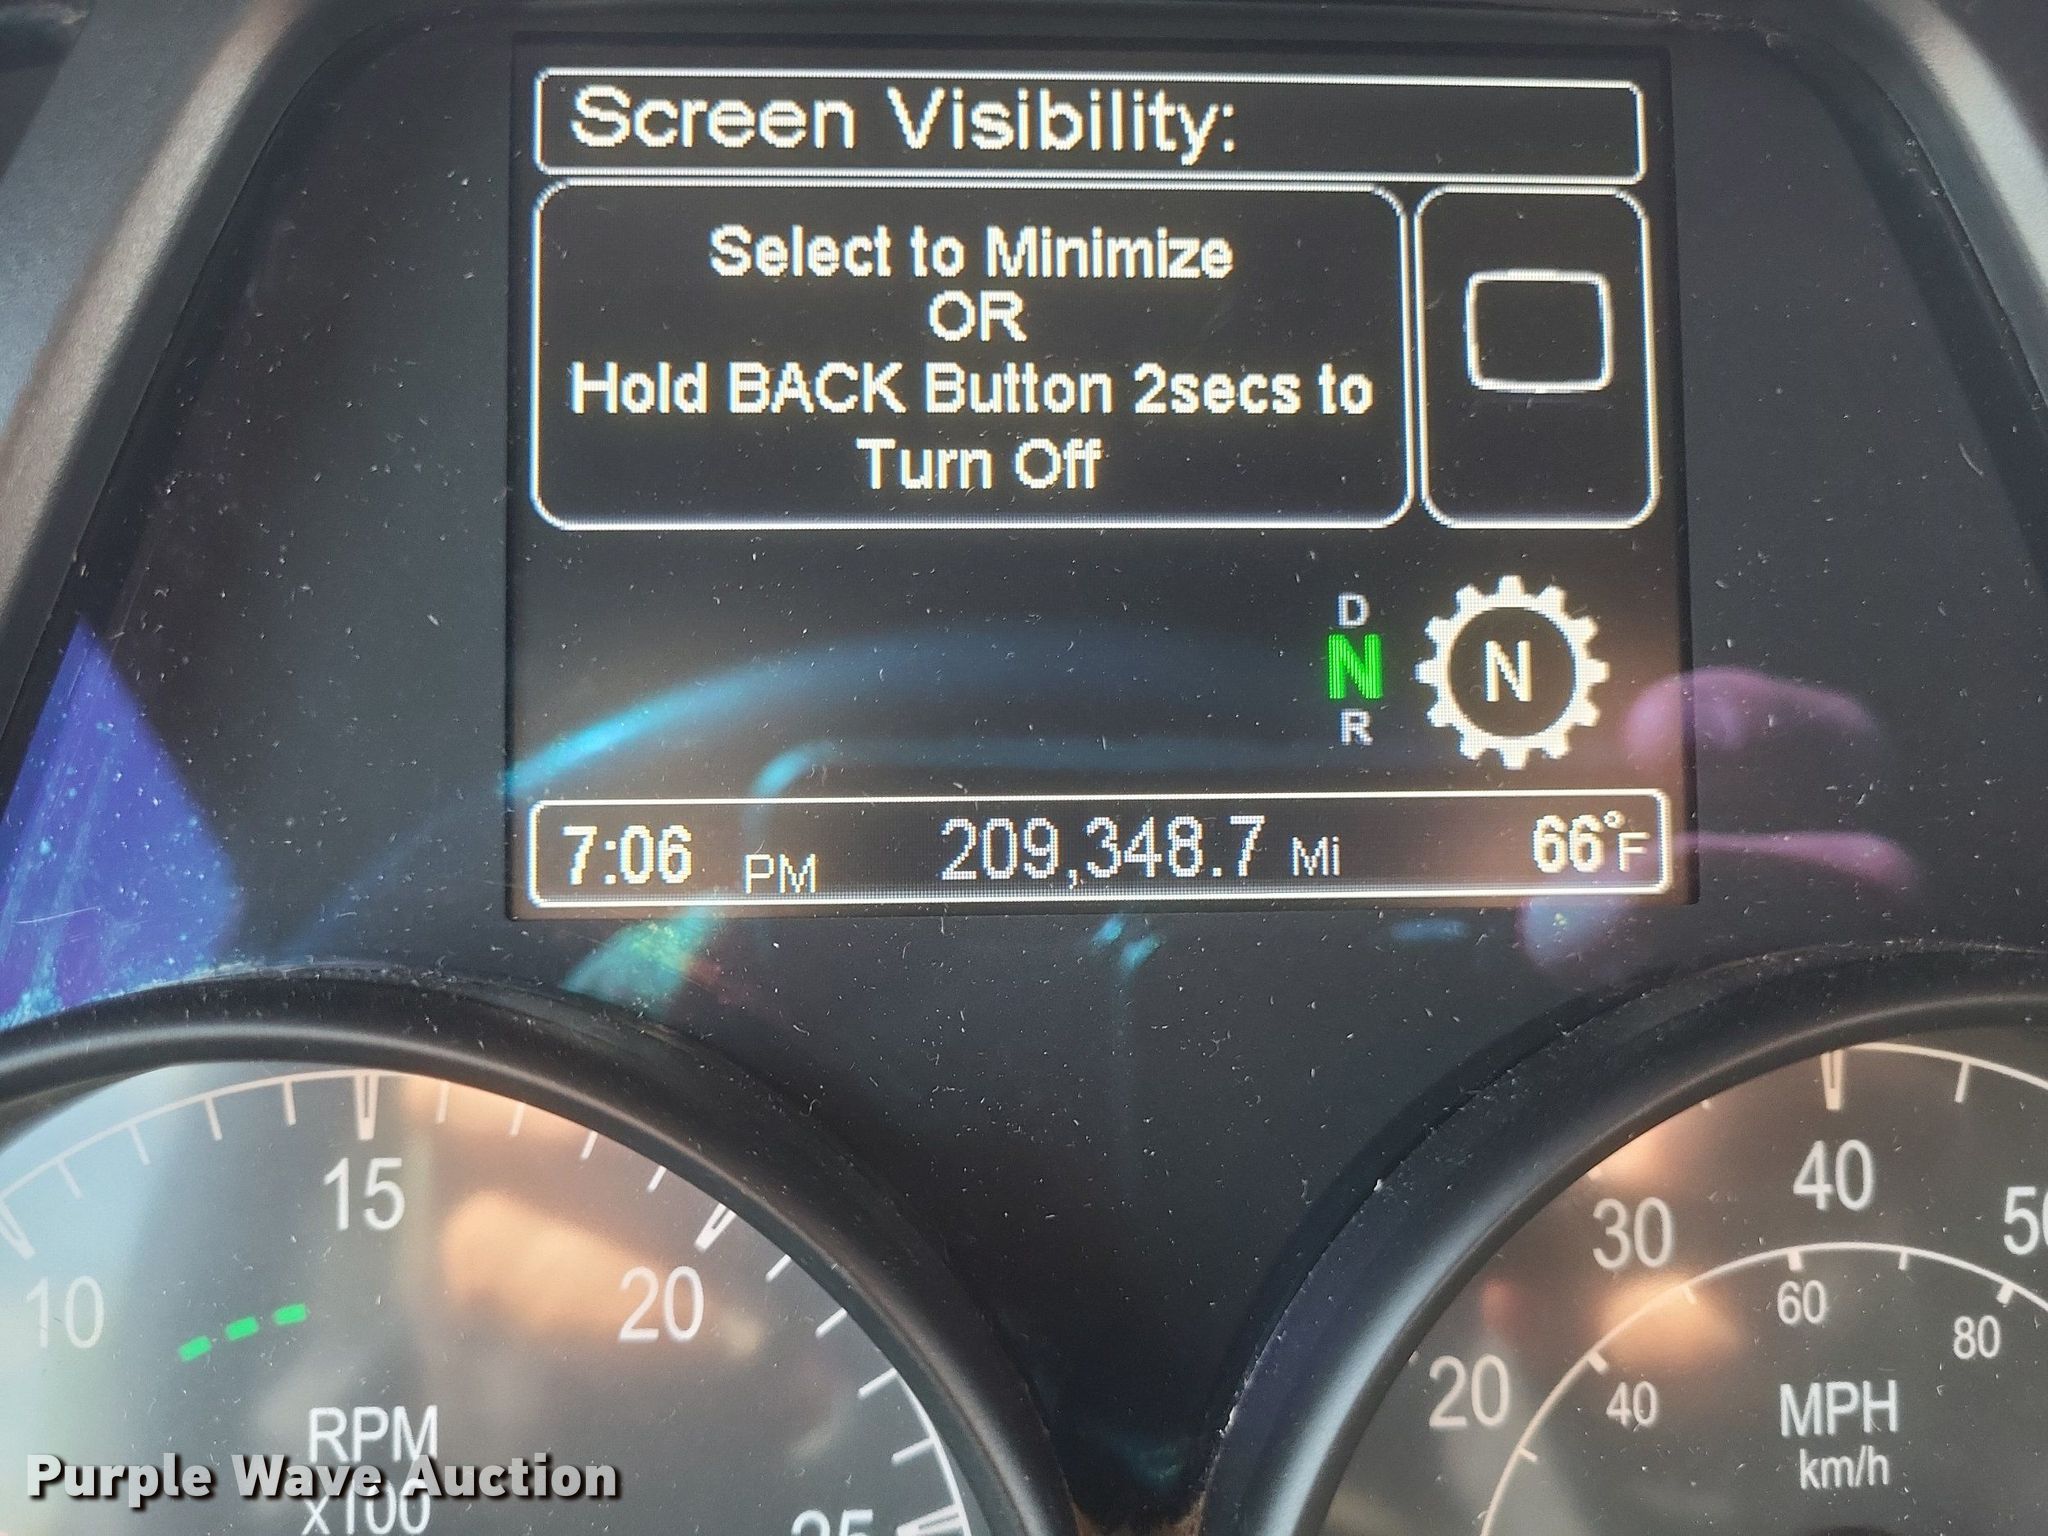 Screen Visibility:
Select to Minimize
OR
Hold BACK Button 2secs to
Turn Off
D
N
R
N
7:06 PM 209,348.7 Mi 66°F
10
15
20
25
RPM
x100
20
30
40
50
40
60
80
MPH
km/h
Purple Wave Auction